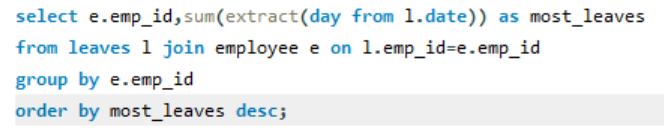 select e.emp_id,sum(extract(day from l.date)) as most_leaves
from leaves l join employee e on l.emp_id=e.emp_id
group by e.emp_id
order by most_leaves desc;